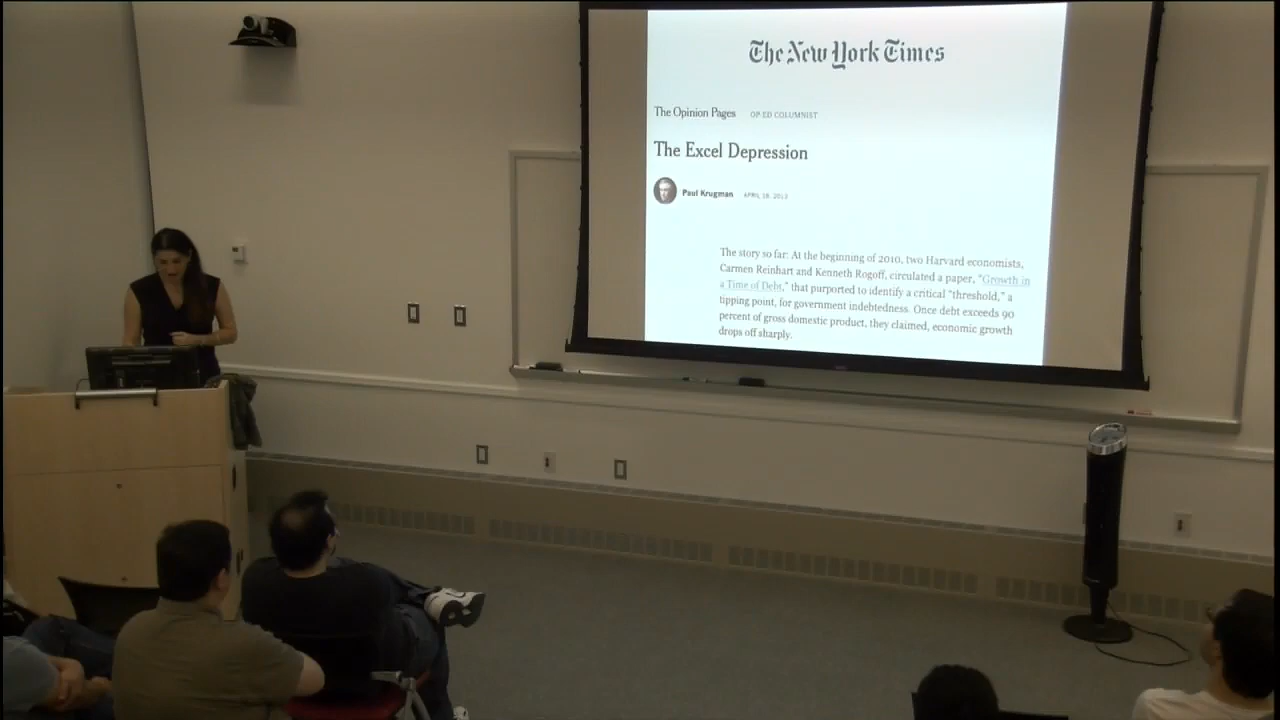 The New York Times
The Opinion Pages OP-ED COLUMNIST
The Excel Depression
Paul Krugman APRIL 18, 2013
The story so far: At the beginning of 2010, two Harvard economists,
Carmen Reinhart and Kenneth Rogoff, circulated a paper, “Growth in
a Time of Debt,” that purported to identify a critical “threshold,” a
tipping point, for government indebtedness. Once debt exceeds 90
percent of gross domestic product, they claimed, economic growth
drops off sharply.